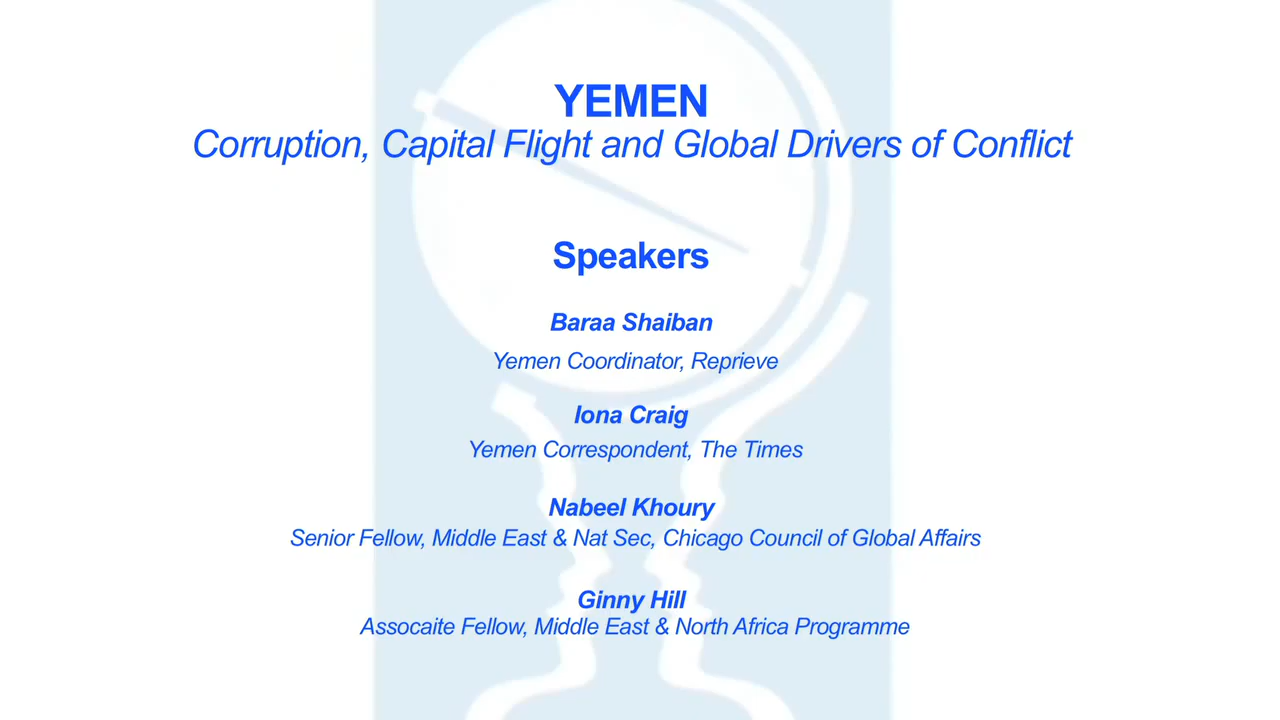 YEMEN
Corruption, Capital Flight and Global Drivers of Conflict
Speakers
Baraa Shaiban
Yemen Coordinator, Reprieve
Iona Craig
Yemen Correspondent, The Times
Nabeel Khoury
Senior Fellow, Middle East & Nat Sec, Chicago Council of Global Affairs
Ginny Hill
Assocaite Fellow, Middle East & North Africa Programme